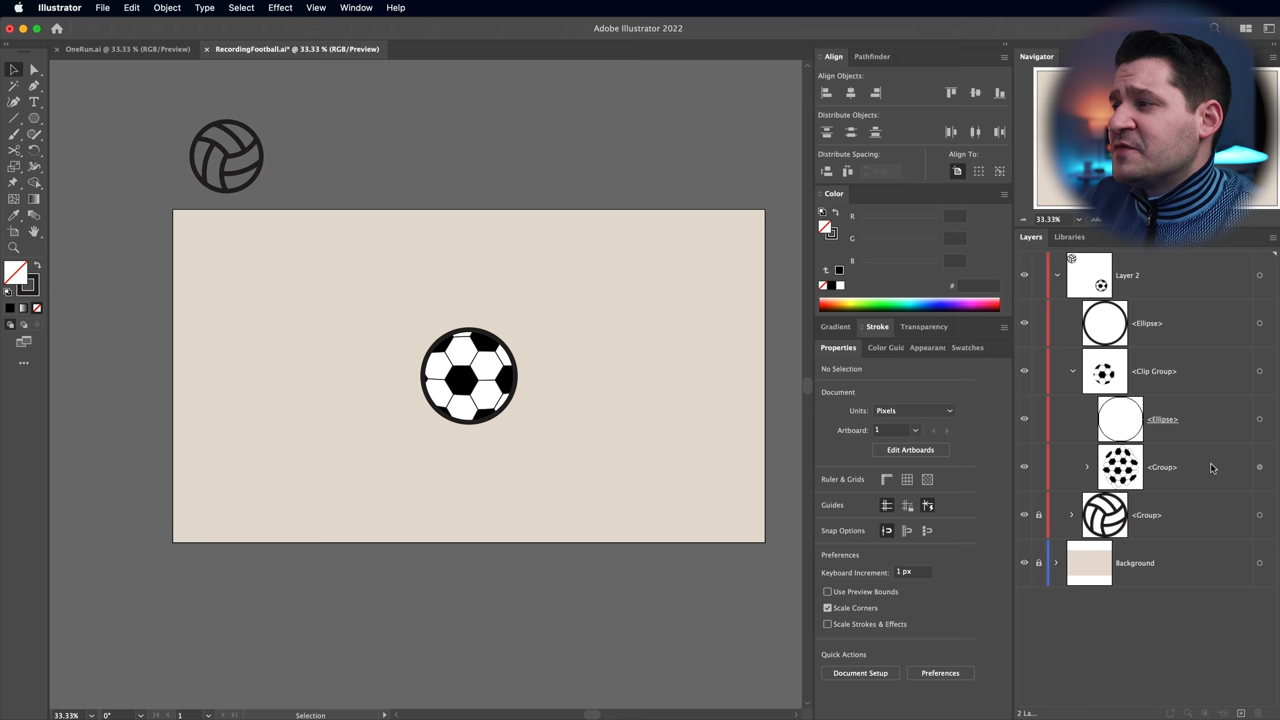 Illustrator File Edit Object Type Select Effect View Window Help
Adobe Illustrator 2022
OneRun.ai @ 33.33 % (RGB/Preview)
RecordingFootball.ai* @ 33.33 % (RGB/Preview)
Align Pathfinder
Navigator
Align Objects:
Distribute Objects:
Distribute Spacing:
Align To:
Color
R
G
B
#
33.33%
Layers Libraries
Layer 2
<Ellipse>
<Clip Group>
<Ellipse>
<Group>
<Group>
Background
Gradient Stroke Transparency
Properties Color Guid Appearanc Swatches
No Selection
Document
Units: Pixels
Artboard: 1
Edit Artboards
Ruler & Grids
Guides
Snap Options
Preferences
Keyboard Increment: 1 px
Use Preview Bounds
Scale Corners
Scale Strokes & Effects
Quick Actions
Document Setup
Preferences
33.33% 0° 1 Selection
2 La...